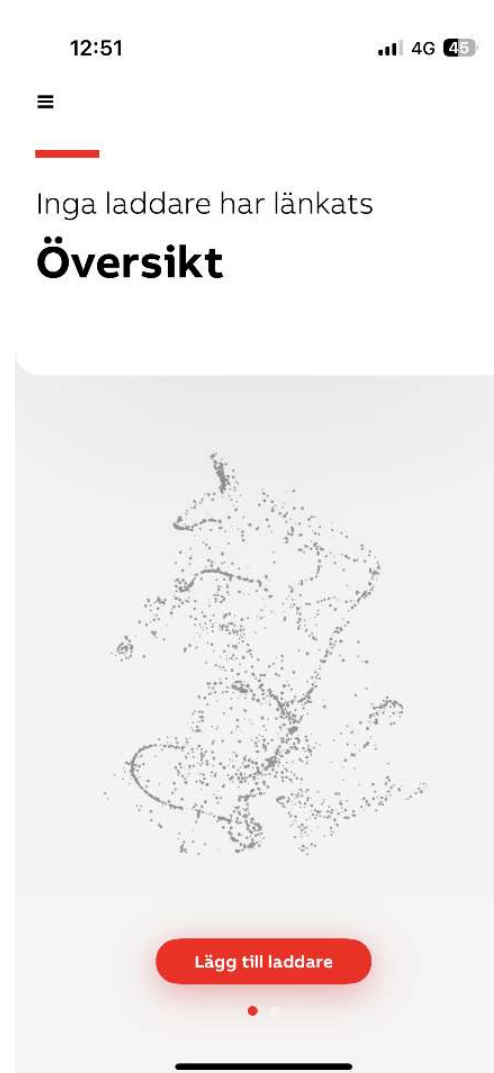 12:51
4G 45
Inga laddare har länkats
Översikt
Lägg till laddare